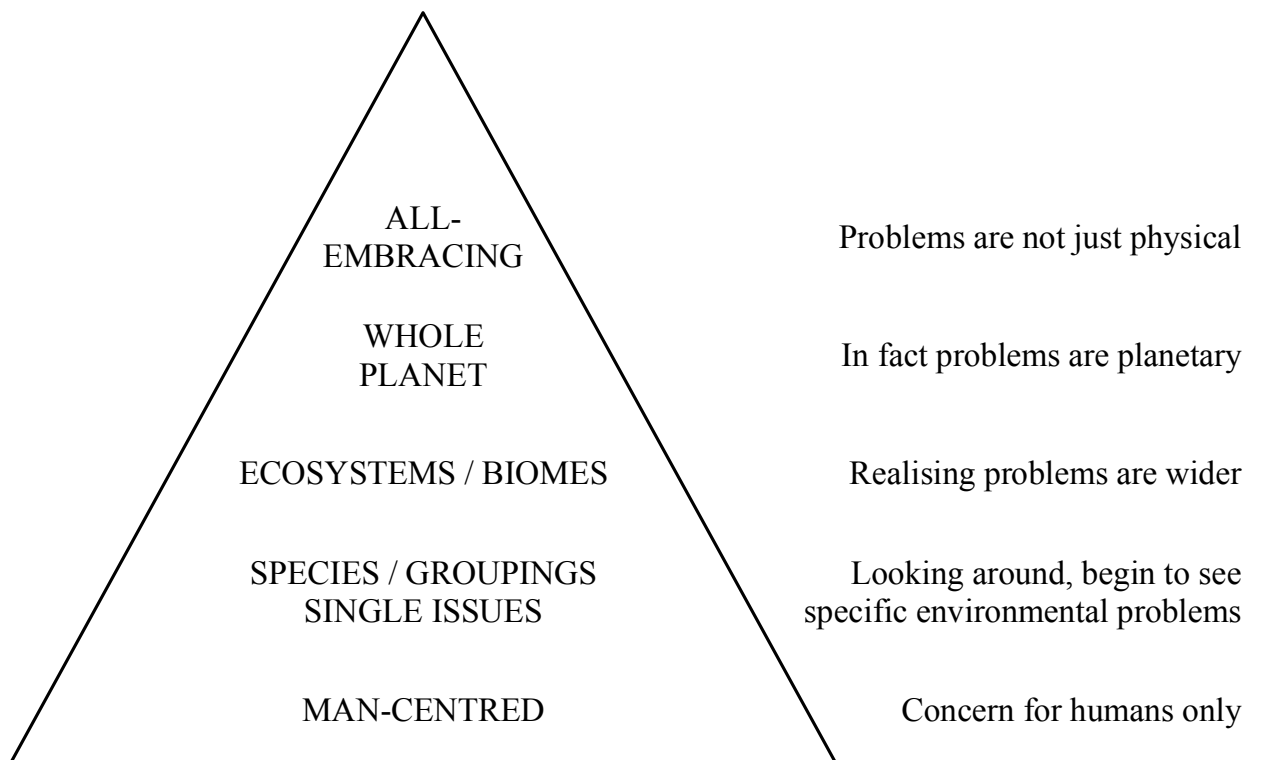 ALL-
EMBRACING
Problems are not just physical
WHOLE
PLANET
In fact problems are planetary
ECOSYSTEMS / BIOMES
Realising problems are wider
SPECIES / GROUPINGS
SINGLE ISSUES
Looking around, begin to see
specific environmental problems
MAN-CENTRED
Concern for humans only